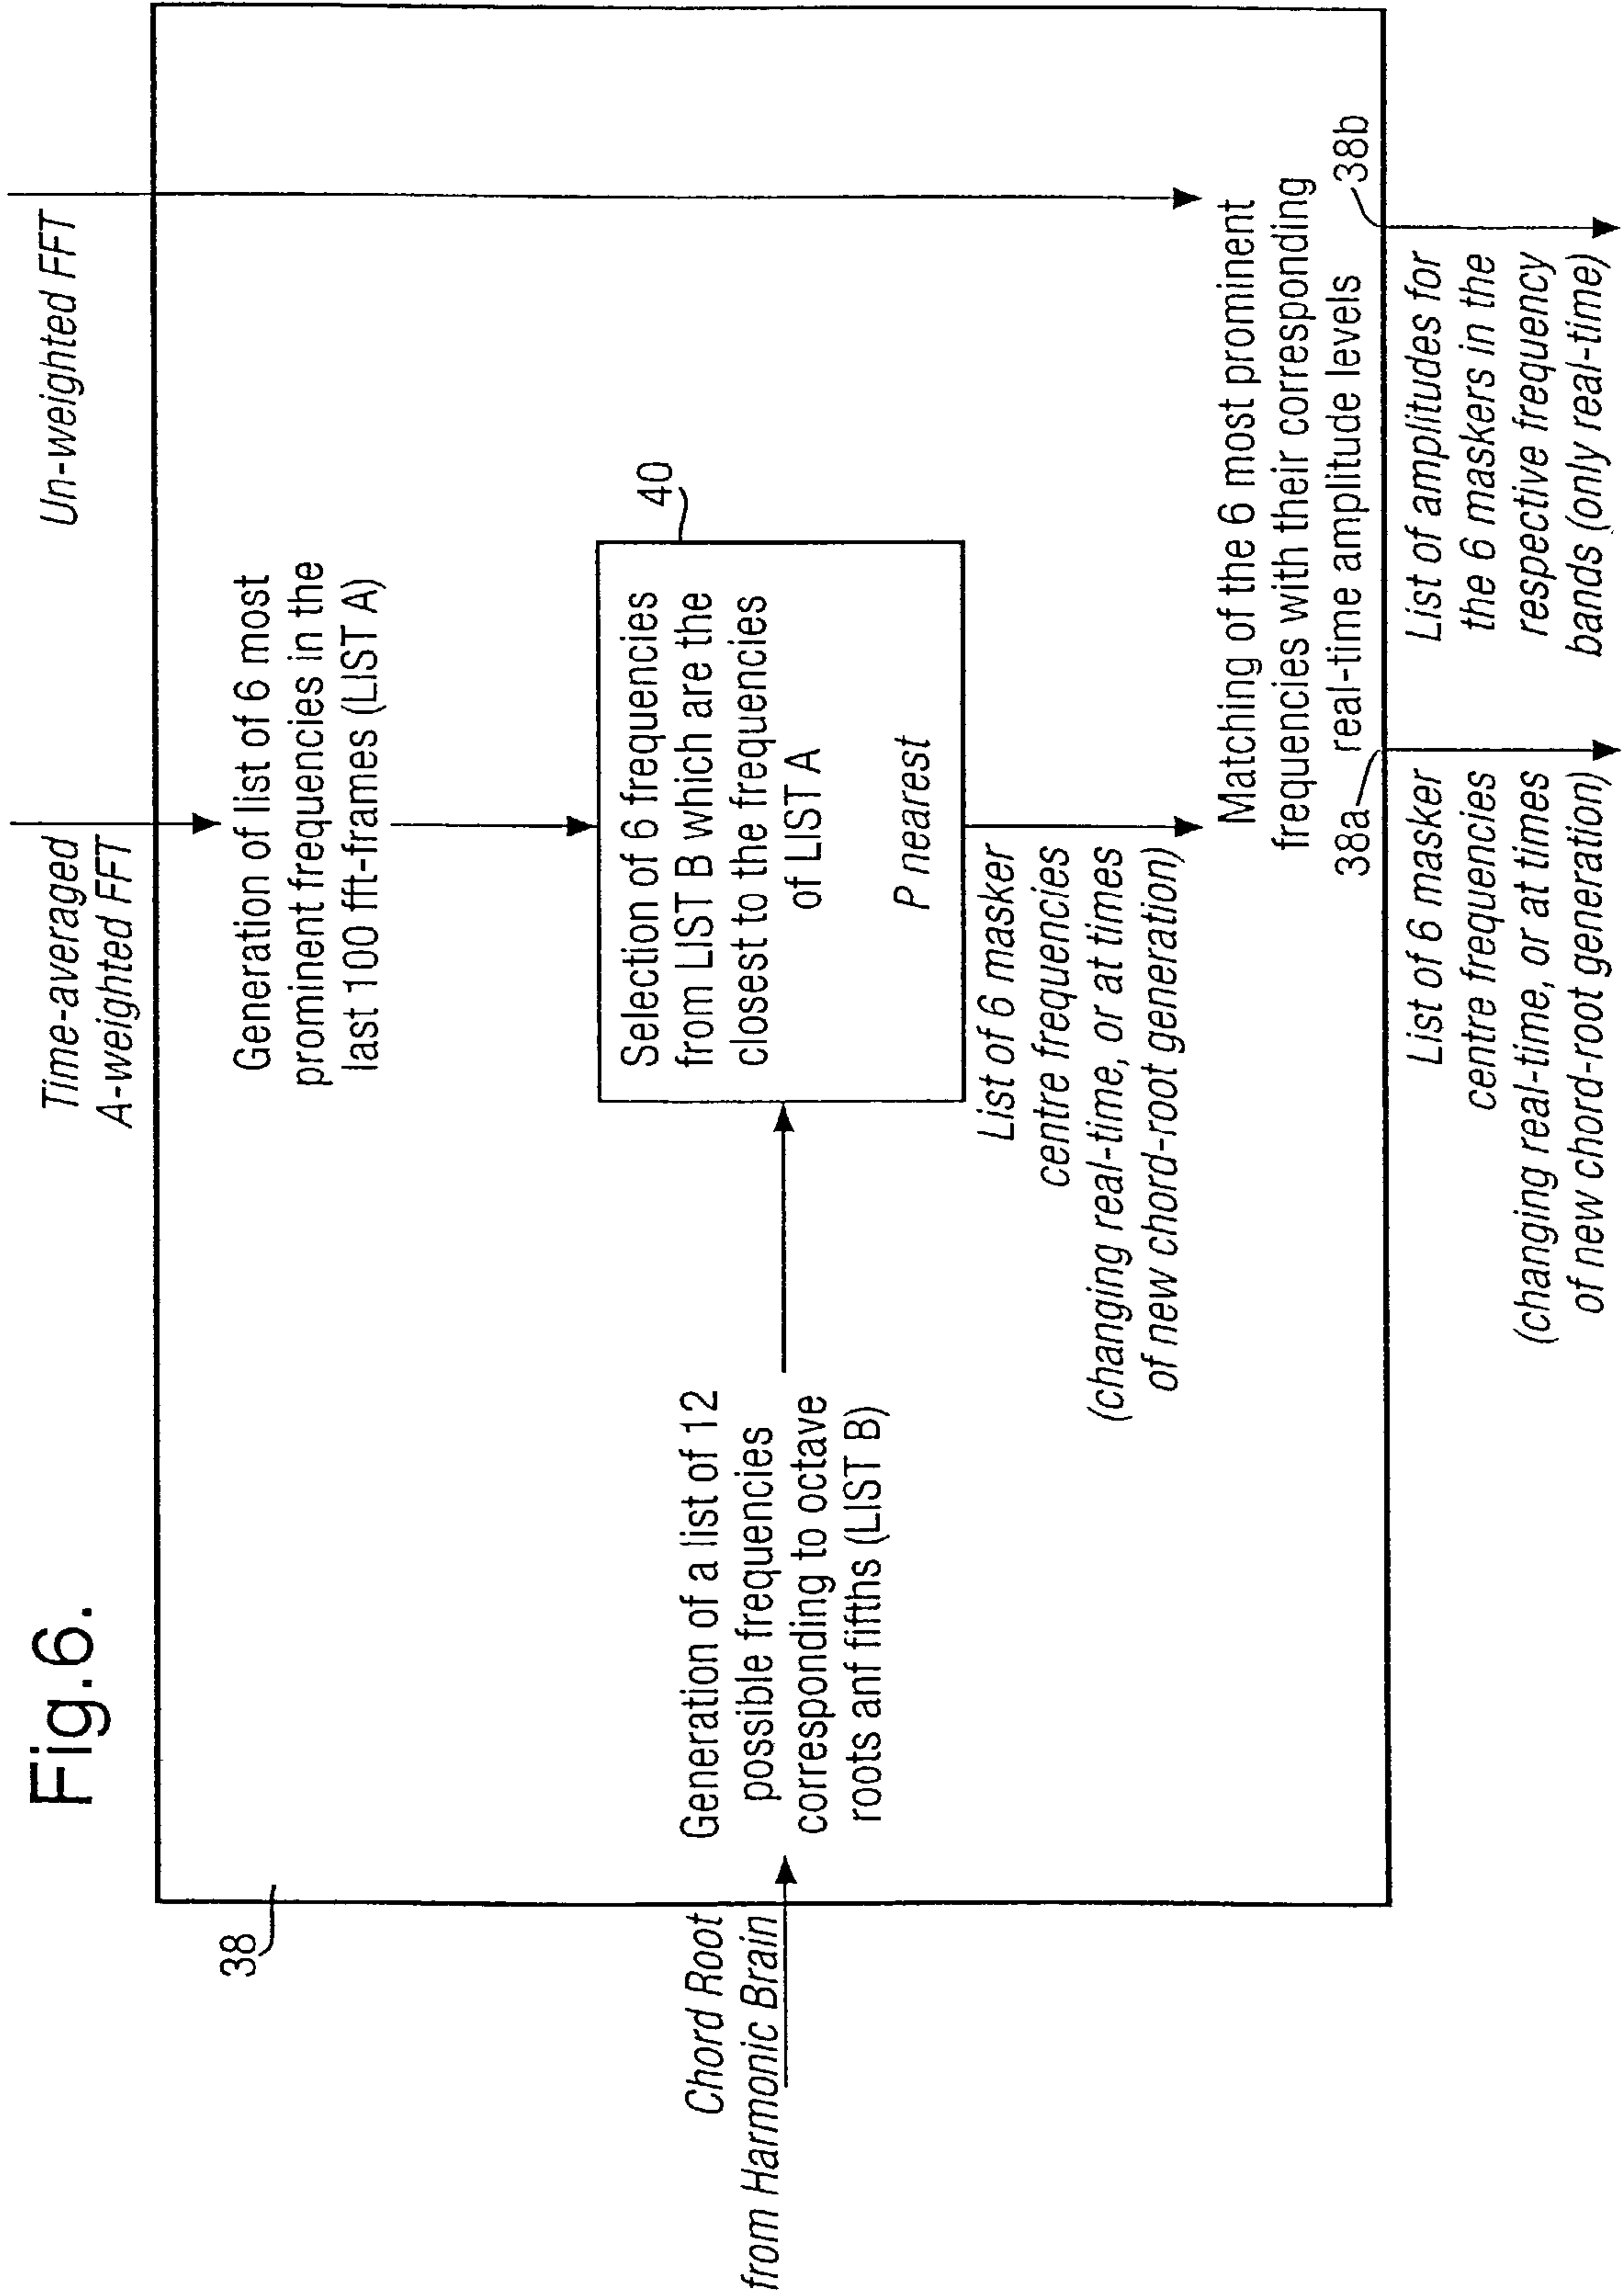 Fig.6.
Time-averaged
A-weighted FFT
Un-weighted FFT
38
Generation of list of 6 most
prominent frequencies in the
last 100 fft-frames (LIST A)
Chord Root
from Harmonic Brain
Generation of a list of 12
possible frequencies
corresponding to octave
roots anf fifths (LIST B)
40
Selection of 6 frequencies
from LIST B which are the
closest to the frequencies
of LIST A
P nearest
List of 6 masker
centre frequencies
(changing real-time, or at times
of new chord-root generation)
Matching of the 6 most prominent
frequencies with their corresponding
real-time amplitude levels
38a
38b
List of 6 masker
centre frequencies
(changing real-time, or at times
of new chord-root generation)
List of amplitudes for
the 6 maskers in the
respective frequency
bands (only real-time)